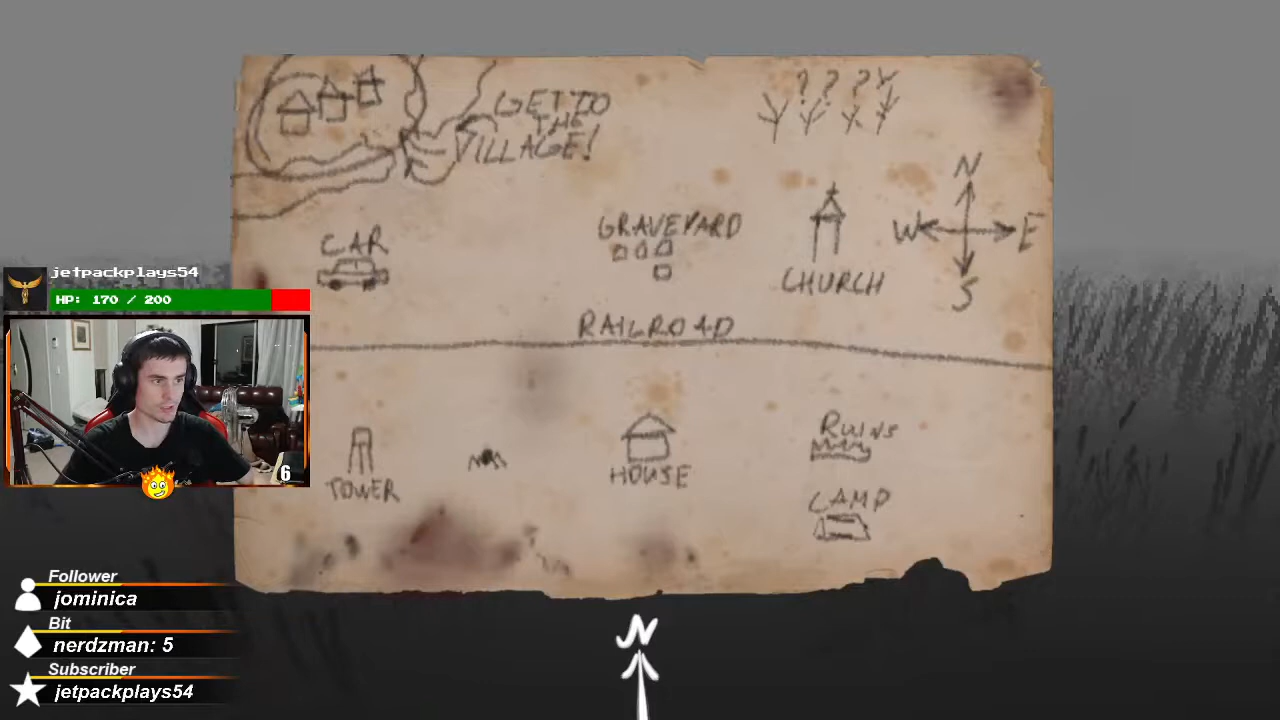 GET TO
THE
VILLAGE!
? ? ? ?
N
W E
S
GRAVEYARD
CAR
CHURCH
RAILROAD
jetpackplays54
HP: 170 / 200
6
RUINS
HOUSE
TOWER
CAMP
Follower
jominica
Bit
nerdzman: 5
Subscriber
jetpackplays54
N